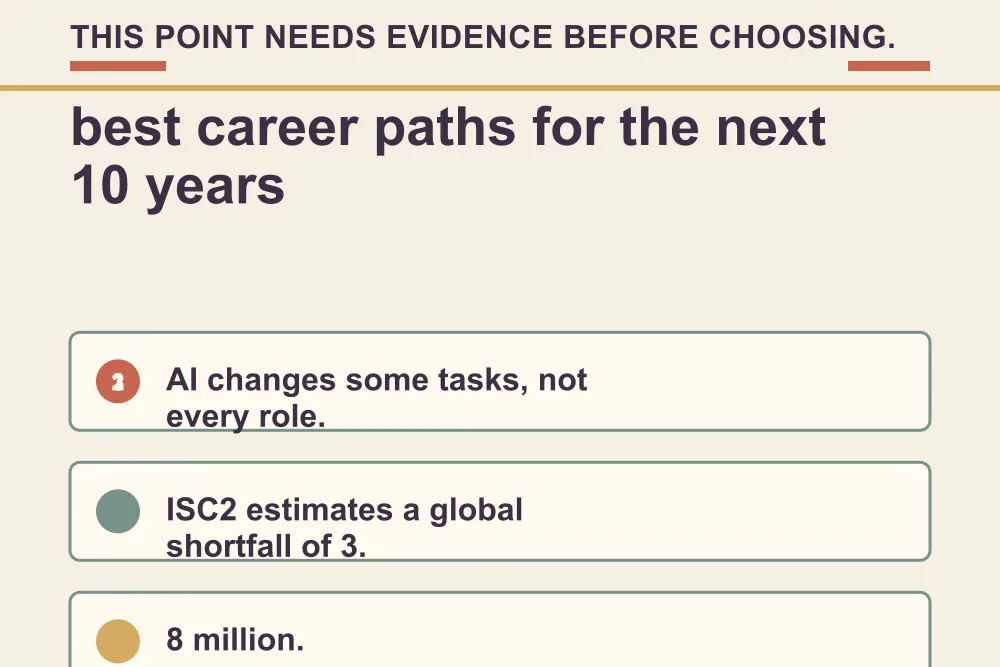 THIS POINT NEEDS EVIDENCE BEFORE CHOOSING.
best career paths for the next
10 years
AI changes some tasks, not
every role.
ISC2 estimates a global
shortfall of 3.
8 million.